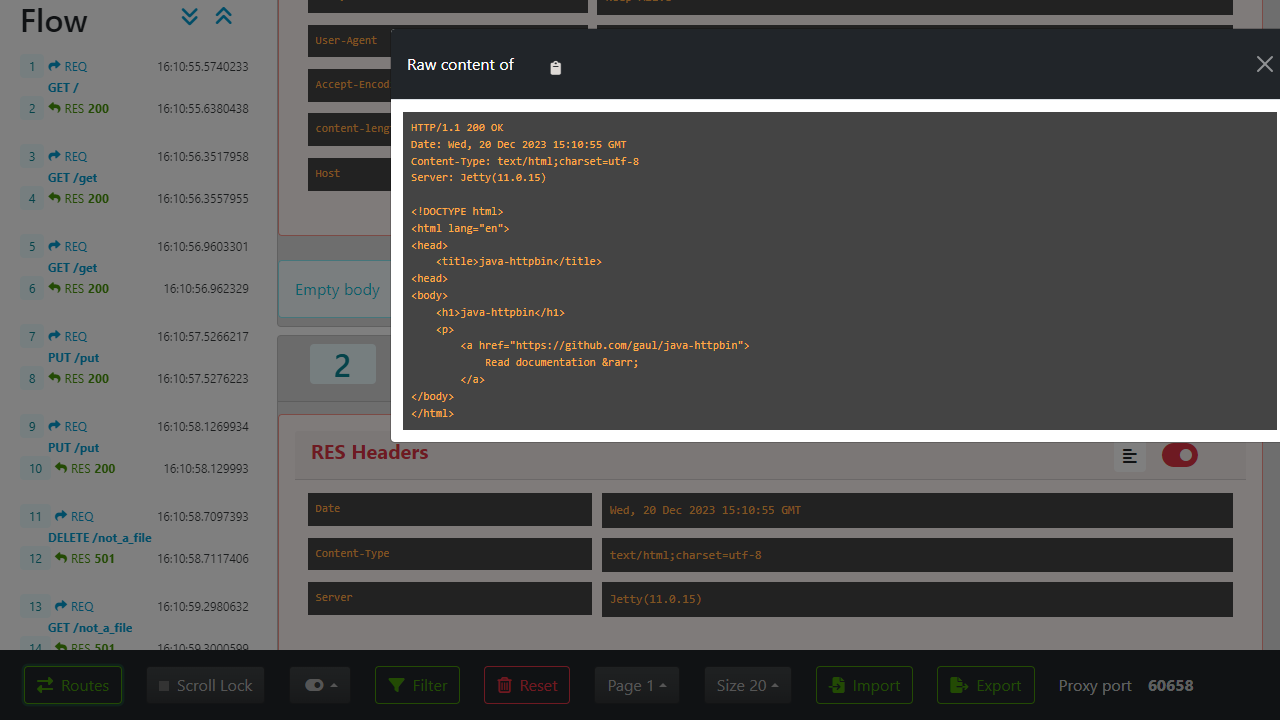 Flow
1 REQ 16:10:55.5740233
GET /
2 RES 200 16:10:55.6380438
3 REQ 16:10:56.3517958
GET /get
4 RES 200 16:10:56.3557955
5 REQ 16:10:56.9603301
GET /get
6 RES 200 16:10:56.962329
7 REQ 16:10:57.5266217
PUT /put
8 RES 200 16:10:57.5276223
9 REQ 16:10:58.1269934
PUT /put
10 RES 200 16:10:58.129993
11 REQ 16:10:58.7097393
DELETE /not_a_file
12 RES 501 16:10:58.7117406
13 REQ 16:10:59.2980632
GET /not_a_file
14 RES 501 16:10:59.3000599
User-Agent
Accept-Encod
content-leng
Host
Empty body
2
Raw content of
HTTP/1.1 200 OK
Date: Wed, 20 Dec 2023 15:10:55 GMT
Content-Type: text/html;charset=utf-8
Server: Jetty(11.0.15)
<!DOCTYPE html>
<html lang="en">
<head>
<title>java-httpbin</title>
<head>
<body>
<h1>java-httpbin</h1>
<p>
<a href="https://github.com/gaul/java-httpbin">
Read documentation &rarr;
</a>
</body>
</html>
RES Headers
Date Wed, 20 Dec 2023 15:10:55 GMT
Content-Type text/html;charset=utf-8
Server Jetty(11.0.15)
Routes Scroll Lock Filter Reset Page 1 Size 20 Import Export Proxy port 60658